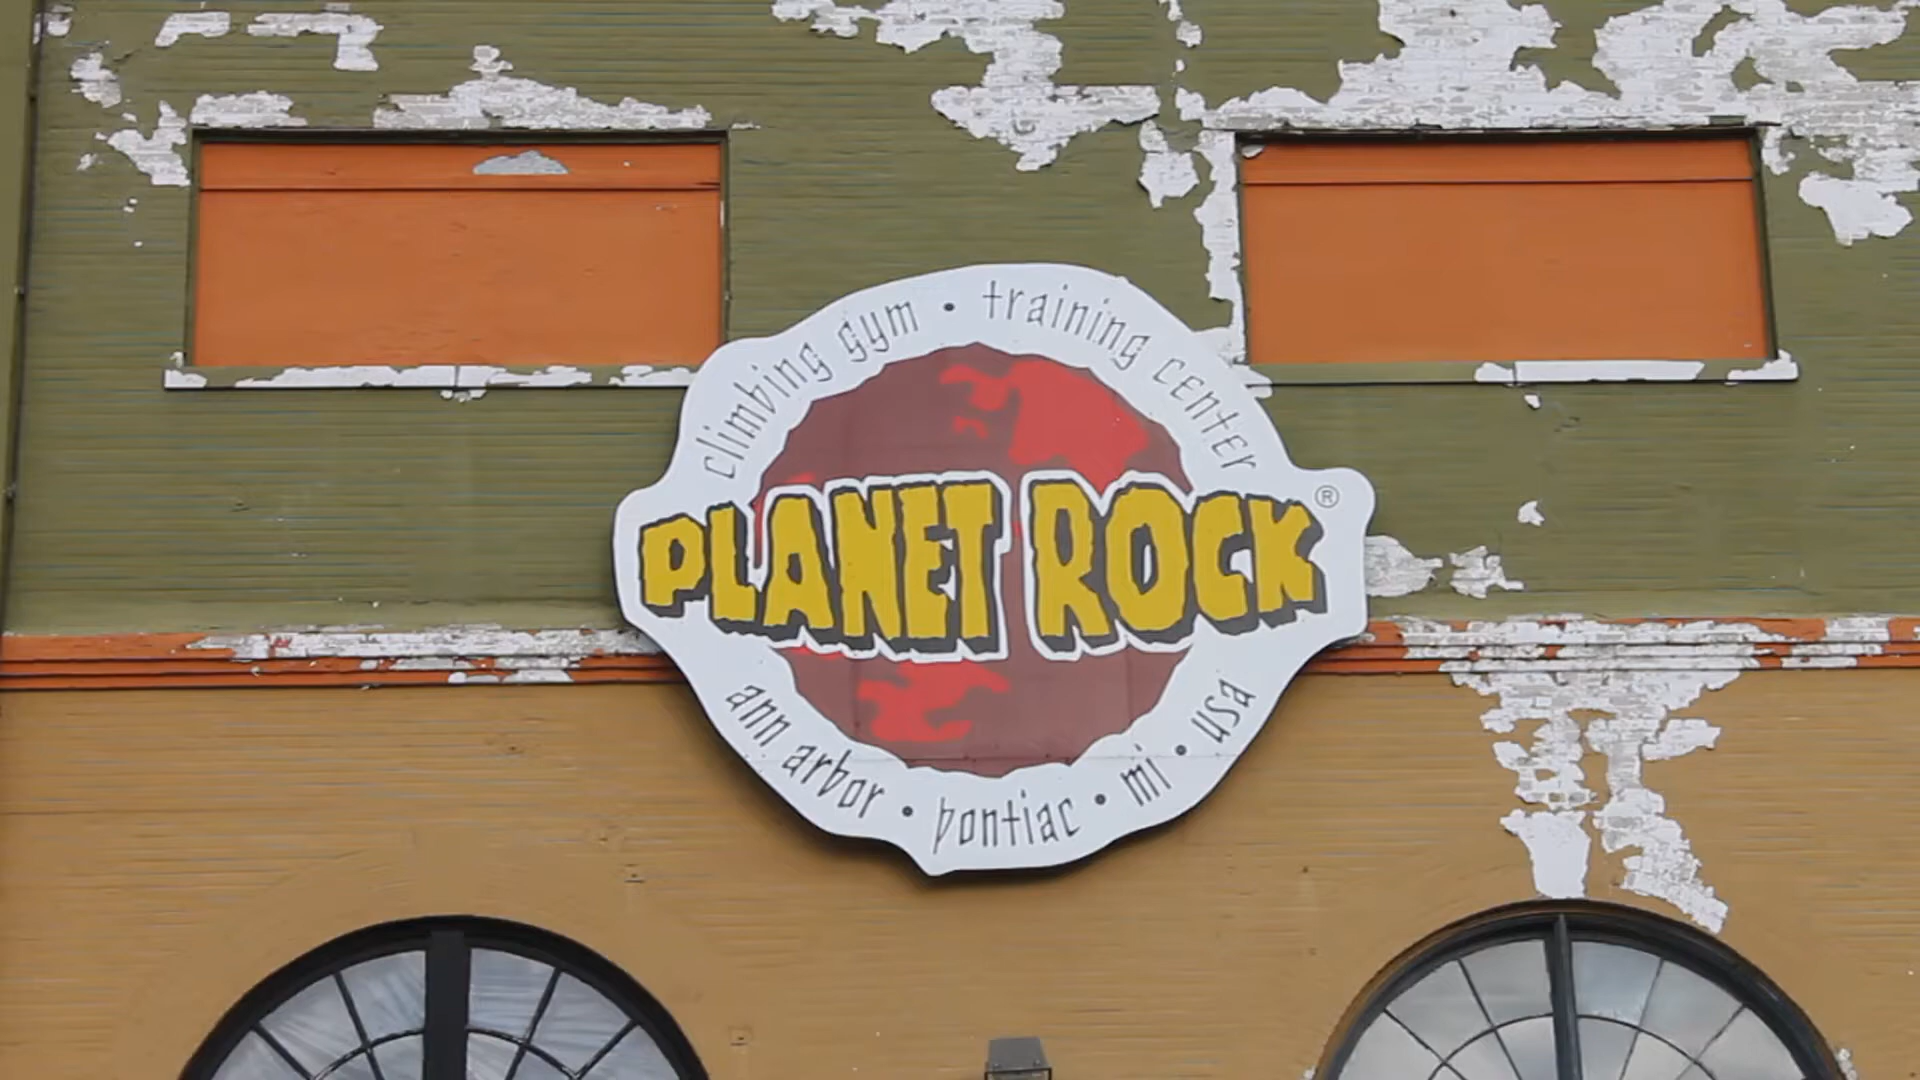 climbing gym • training center
PLANET ROCK ®
ann arbor • pontiac • mi • usa